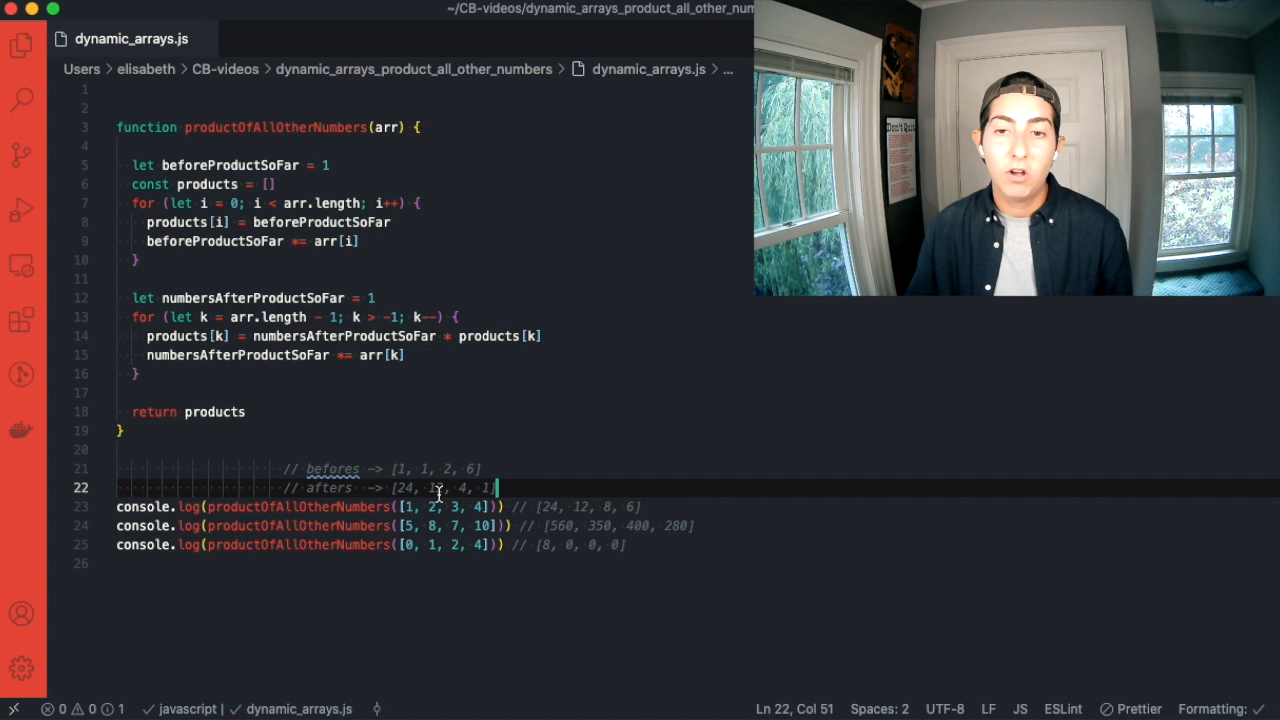 ~/CB-videos/dynamic_arrays_product_all_other_num
dynamic_arrays.js
Users > elisabeth > CB-videos > dynamic_arrays_product_all_other_numbers > dynamic_arrays.js > ...
1
2
3 function productOfAllOtherNumbers(arr) {
4
5 let beforeProductSoFar = 1
6 const products = []
7 for (let i = 0; i < arr.length; i++) {
8 products[i] = beforeProductSoFar
9 beforeProductSoFar *= arr[i]
10 }
11
12 let numbersAfterProductSoFar = 1
13 for (let k = arr.length - 1; k > -1; k--) {
14 products[k] = numbersAfterProductSoFar * products[k]
15 numbersAfterProductSoFar *= arr[k]
16 }
17
18 return products
19 }
20
21 // befores -> [1, 1, 2, 6]
22 // afters -> [24, 4, 1]
23 console.log(productOfAllOtherNumbers([1, 2, 3, 4])) // [24, 12, 8, 6]
24 console.log(productOfAllOtherNumbers([5, 8, 7, 10])) // [560, 350, 400, 280]
25 console.log(productOfAllOtherNumbers([0, 1, 2, 4])) // [8, 0, 0, 0]
26
Don't Quit
0 0 1 javascript | dynamic_arrays.js Ln 22, Col 51 Spaces: 2 UTF-8 LF JS ESLint Prettier Formatting: